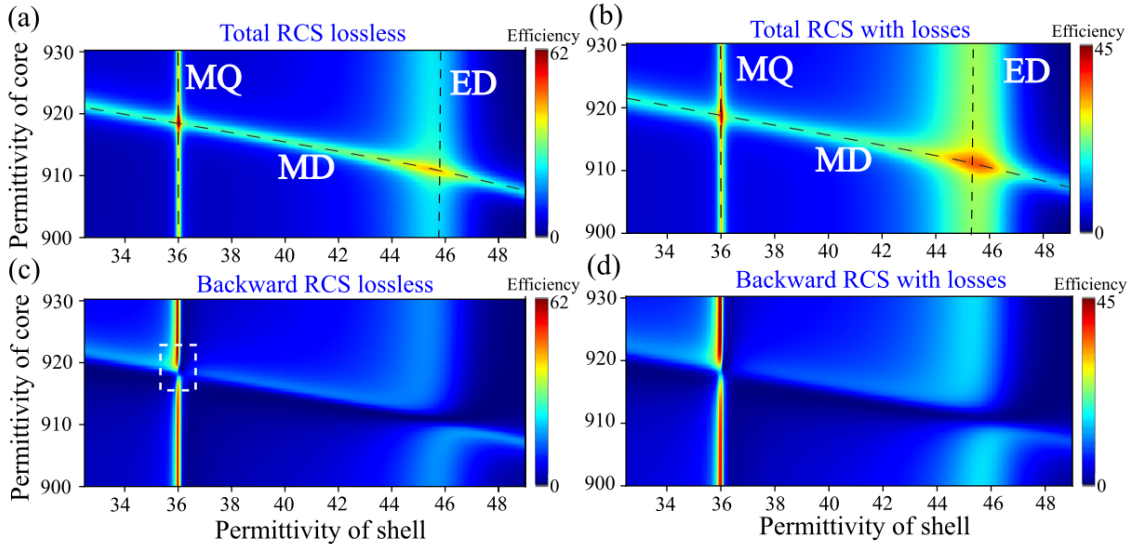 (a) Total RCS lossless Efficiency
62
0
MQ
ED
MD
Permittivity of core
930
920
910
900
34 36 38 40 42 44 46 48
(b) Total RCS with losses Efficiency
45
0
MQ
ED
MD
930
920
910
900
34 36 38 40 42 44 46 48
(c) Backward RCS lossless Efficiency
62
0
Permittivity of core
930
920
910
900
34 36 38 40 42 44 46 48
Permittivity of shell
(d) Backward RCS with losses Efficiency
45
0
930
920
910
900
34 36 38 40 42 44 46 48
Permittivity of shell